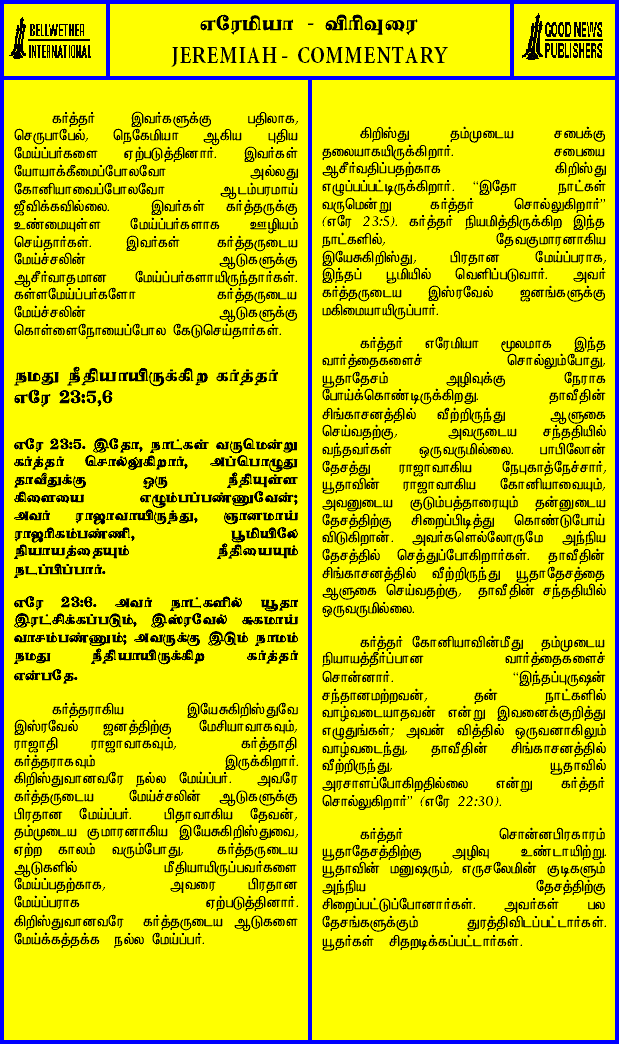 BELLWETHER
INTERNATIONAL
எரேமியா - விரிவுரை
JEREMIAH - COMMENTARY
GOOD NEWS
PUBLISHERS
கர்த்தர் இவர்களுக்கு பதிலாக,
செருபாபேல், நெகேமியா ஆகிய புதிய
மேய்ப்பர்களை ஏற்படுத்தினார். இவர்கள்
யோயாக்கீமைப்போலவோ அல்லது
கோனியாவைப்போலவோ ஆடம்பரமாய்
ஜீவிக்கவில்லை. இவர்கள் கர்த்தருக்கு
உண்மையுள்ள மேய்ப்பர்களாக ஊழியம்
செய்தார்கள். இவர்கள் கர்த்தருடைய
மேய்ச்சலின் ஆடுகளுக்கு
ஆசீர்வாதமான மேய்ப்பர்களாயிருந்தார்கள்.
கள்ளமேய்ப்பர்களோ கர்த்தருடைய
மேய்ச்சலின் ஆடுகளுக்கு
கொள்ளைநோயைப்போல கேடுசெய்தார்கள்.
நமது நீதியாயிருக்கிற கர்த்தர்
எரே 23:5,6
எரே 23:5. இதோ, நாட்கள் வருமென்று
கர்த்தர் சொல்லுகிறார், அப்பொழுது
தாவீதுக்கு ஒரு நீதியுள்ள
கிளையை எழும்பப்பண்ணுவேன்;
அவர் ராஜாவாயிருந்து, ஞானமாய்
ராஜரிகம்பண்ணி, பூமியிலே
நியாயத்தையும் நீதியையும்
நடப்பிப்பார்.
எரே 23:6. அவர் நாட்களில் யூதா
இரட்சிக்கப்படும், இஸ்ரவேல் சுகமாய்
வாசம்பண்ணும்; அவருக்கு இடும் நாமம்
நமது நீதியாயிருக்கிற கர்த்தர்
என்பதே.
கர்த்தராகிய இயேசுகிறிஸ்துவே
இஸ்ரவேல் ஜனத்திற்கு மேசியாவாகவும்,
ராஜாதி ராஜாவாகவும், கர்த்தாதி
கர்த்தராகவும் இருக்கிறார்.
கிறிஸ்துவானவரே நல்ல மேய்ப்பர். அவரே
கர்த்தருடைய மேய்ச்சலின் ஆடுகளுக்கு
பிரதான மேய்ப்பர். பிதாவாகிய தேவன்,
தம்முடைய குமாரனாகிய இயேசுகிறிஸ்துவை,
ஏற்ற காலம் வரும்போது, கர்த்தருடைய
ஆடுகளில் மீதியாயிருப்பவர்களை
மேய்ப்பதற்காக, அவரை பிரதான
மேய்ப்பராக ஏற்படுத்தினார்.
கிறிஸ்துவானவரே கர்த்தருடைய ஆடுகளை
மேய்க்கத்தக்க நல்ல மேய்ப்பர்.
கிறிஸ்து தம்முடைய சபைக்கு
தலையாகயிருக்கிறார். சபையை
ஆசீர்வதிப்பதற்காக கிறிஸ்து
எழுப்பப்பட்டிருக்கிறார். "இதோ நாட்கள்
வருமென்று கர்த்தர் சொல்லுகிறார்"
(எரே 23:5). கர்த்தர் நியமித்திருக்கிற இந்த
நாட்களில், தேவகுமாரனாகிய
இயேசுகிறிஸ்து, பிரதான மேய்ப்பராக,
இந்தப் பூமியில் வெளிப்படுவார். அவர்
கர்த்தருடைய இஸ்ரவேல் ஜனங்களுக்கு
மகிமையாயிருப்பார்.
கர்த்தர் எரேமியா மூலமாக இந்த
வார்த்தைகளைச் சொல்லும்போது,
யூதாதேசம் அழிவுக்கு நேராக
போய்க்கொண்டிருக்கிறது. தாவீதின்
சிங்காசனத்தில் வீற்றிருந்து ஆளுகை
செய்வதற்கு, அவருடைய சந்ததியில்
வந்தவர்கள் ஒருவருமில்லை. பாபிலோன்
தேசத்து ராஜாவாகிய நேபுகாத்நேச்சார்,
யூதாவின் ராஜாவாகிய கோனியாவையும்,
அவனுடைய குடும்பத்தாரையும் தன்னுடைய
தேசத்திற்கு சிறைப்பிடித்து கொண்டுபோய்
விடுகிறான். அவர்களெல்லோருமே அந்நிய
தேசத்தில் செத்துப்போகிறார்கள். தாவீதின்
சிங்காசனத்தில் வீற்றிருந்து யூதாதேசத்தை
ஆளுகை செய்வதற்கு, தாவீதின் சந்ததியில்
ஒருவருமில்லை.
கர்த்தர் கோனியாவின்மீது தம்முடைய
நியாயத்தீர்ப்பான வார்த்தைகளைச்
சொன்னார். "இந்தப்புருஷன்
சந்தானமற்றவன், தன் நாட்களில்
வாழ்வடையாதவன் என்று இவனைக்குறித்து
எழுதுங்கள்; அவன் வித்தில் ஒருவனாகிலும்
வாழ்வடைந்து, தாவீதின் சிங்காசனத்தில்
வீற்றிருந்து, யூதாவில்
அரசாளப்போகிறதில்லை என்று கர்த்தர்
சொல்லுகிறார்" (எரே 22:30).
கர்த்தர் சொன்னபிரகாரம்
யூதாதேசத்திற்கு அழிவு உண்டாயிற்று.
யூதாவின் மனுஷரும், எருசலேமின் குடிகளும்
அந்நிய தேசத்திற்கு
சிறைப்பட்டுப்போனார்கள். அவர்கள் பல
தேசங்களுக்கும் துரத்திவிடப்பட்டார்கள்.
யூதர்கள் சிதறடிக்கப்பட்டார்கள்.